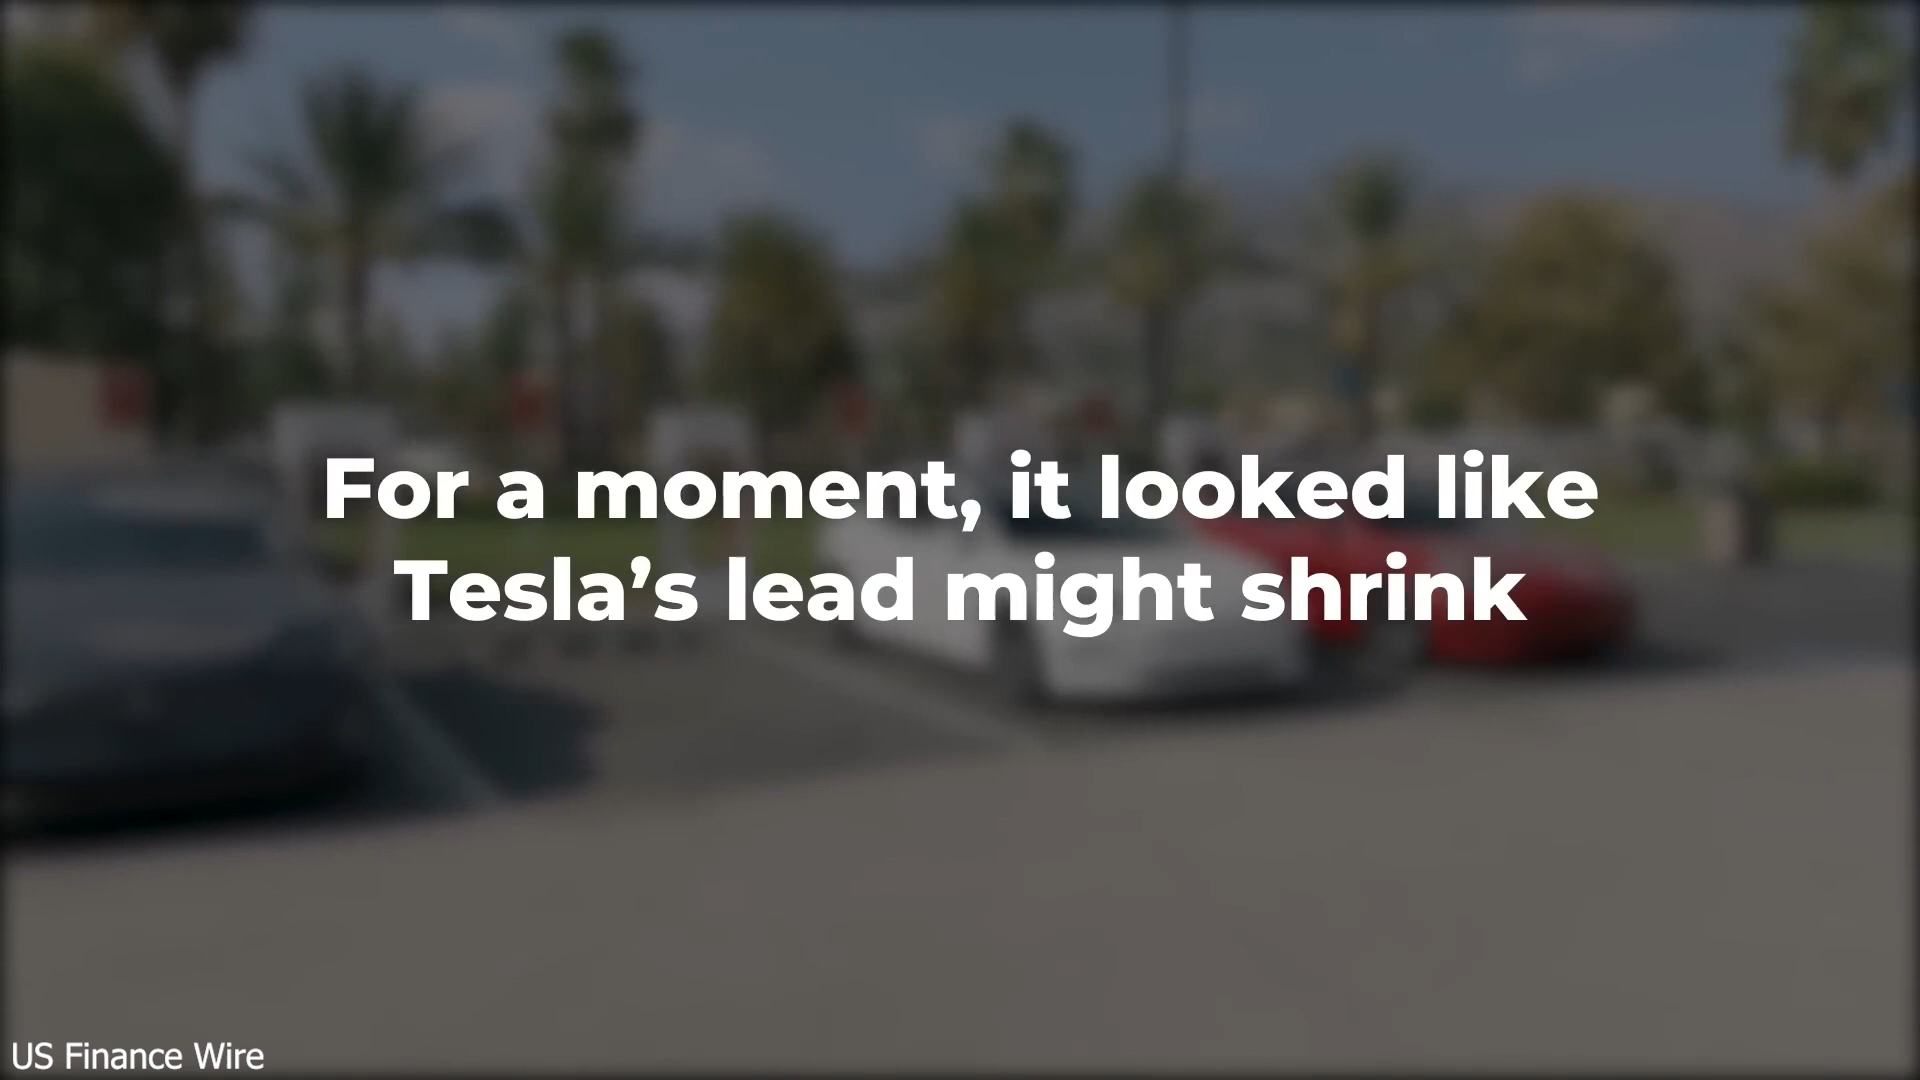 For a moment, it looked like
Tesla’s lead might shrink
US Finance Wire